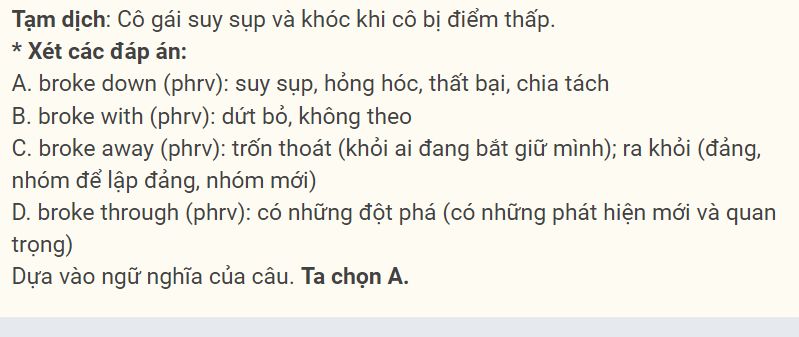 Tạm dịch: Cô gái suy sụp và khóc khi cô bị điểm thấp.
* Xét các đáp án:
A. broke down (phrv): suy sụp, hỏng hóc, thất bại, chia tách
B. broke with (phrv): dứt bỏ, không theo
C. broke away (phrv): trốn thoát (khỏi ai đang bắt giữ mình); ra khỏi (đảng,
nhóm để lập đảng, nhóm mới)
D. broke through (phrv): có những đột phá (có những phát hiện mới và quan
trọng)
Dựa vào ngữ nghĩa của câu. Ta chọn A.